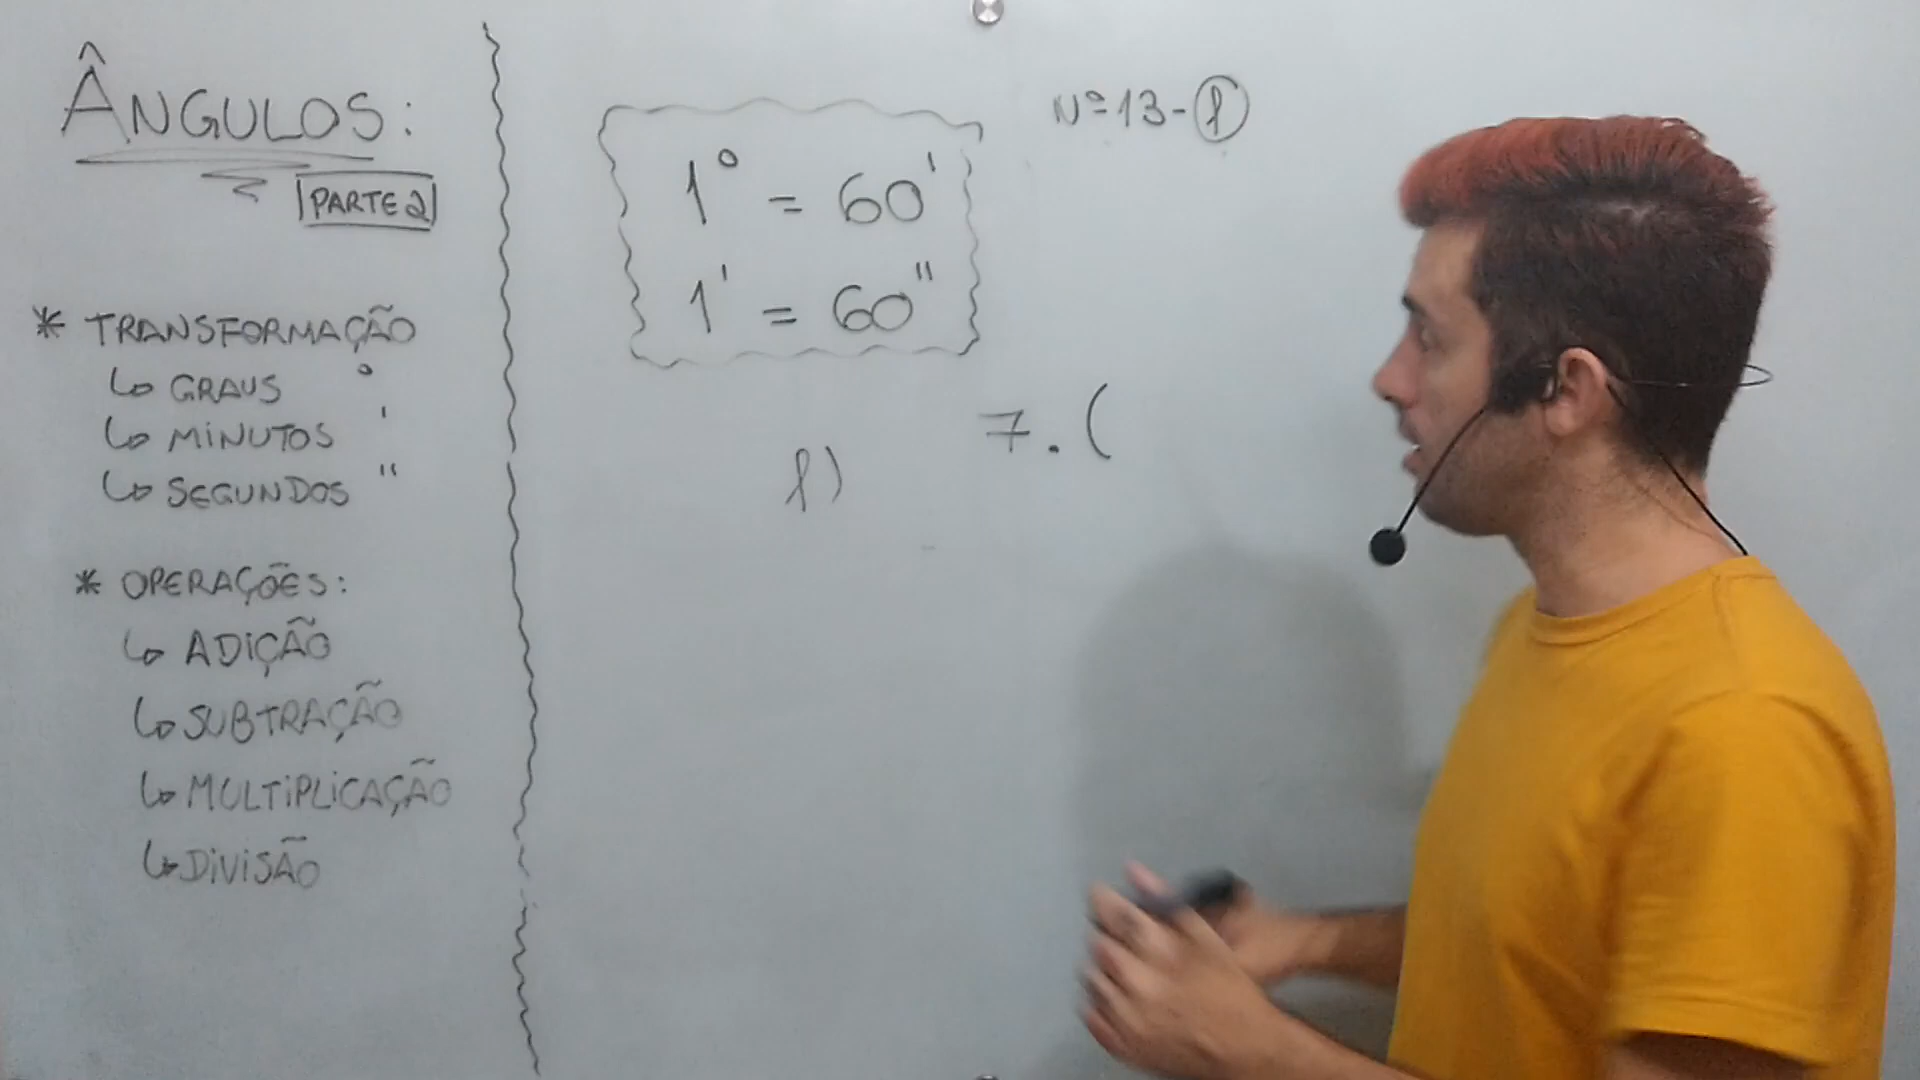 ÂNGULOS:
PARTE 2
* TRANSFORMAÇÃO
↳ GRAUS °
↳ MINUTOS '
↳ SEGUNDOS "
* OPERAÇÕES:
↳ ADIÇÃO
↳ SUBTRAÇÃO
↳ MULTIPLICAÇÃO
↳ DIVISÃO
1° = 60'
1' = 60"
Nº 13 - f
f) 7 . (